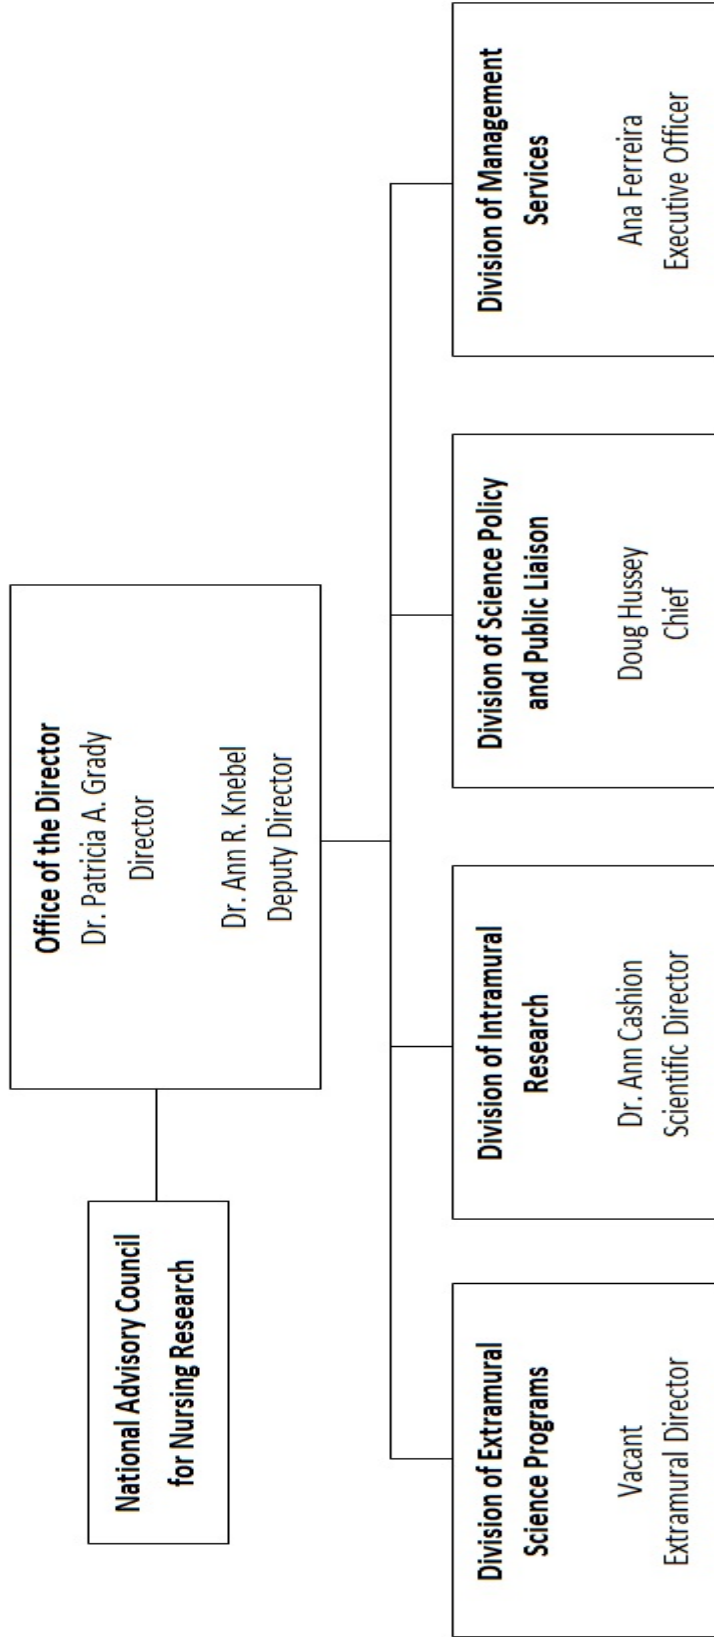 Office of the Director
Dr. Patricia A. Grady
Director
Dr. Ann R. Knebel
Deputy Director
National Advisory Council
for Nursing Research
Division of Extramural
Science Programs
Vacant
Extramural Director
Division of Intramural
Research
Dr. Ann Cashion
Scientific Director
Division of Science Policy
and Public Liaison
Doug Hussey
Chief
Division of Management
Services
Ana Ferreira
Executive Officer